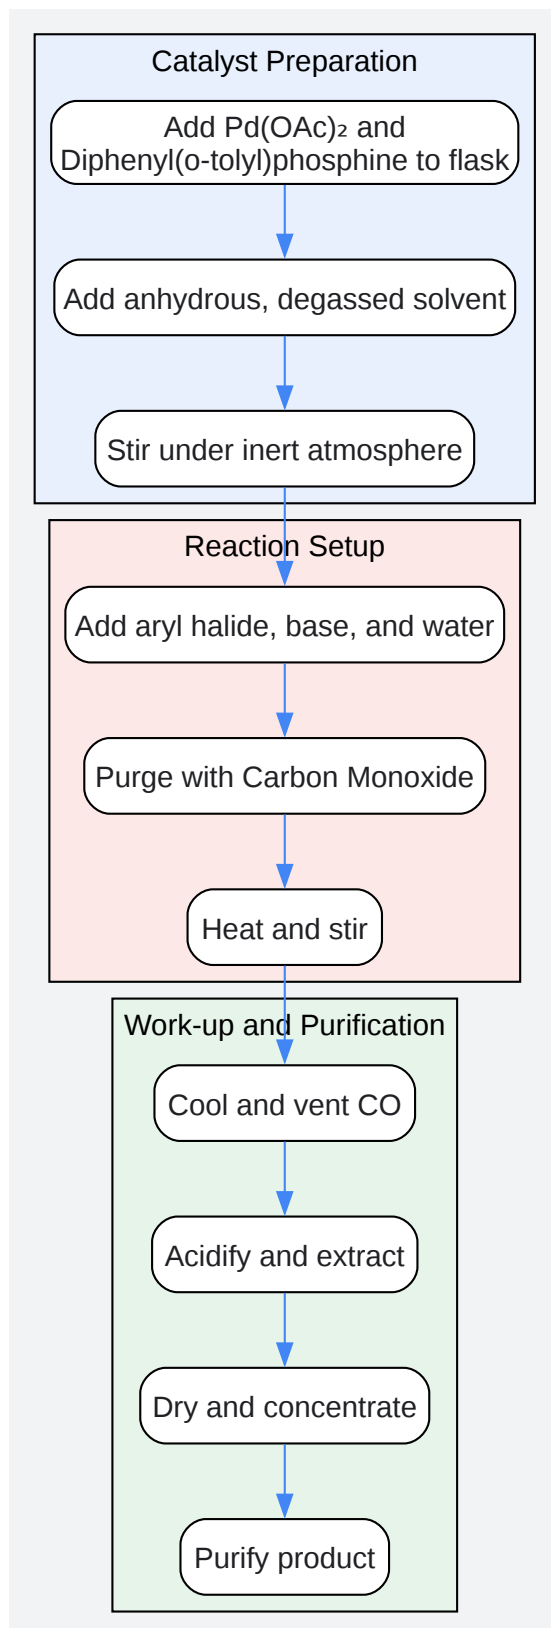 Catalyst Preparation
Add Pd(OAc)₂ and
Diphenyl(o-tolyl)phosphine to flask
Add anhydrous, degassed solvent
Stir under inert atmosphere
Reaction Setup
Add aryl halide, base, and water
Purge with Carbon Monoxide
Heat and stir
Work-up and Purification
Cool and vent CO
Acidify and extract
Dry and concentrate
Purify product